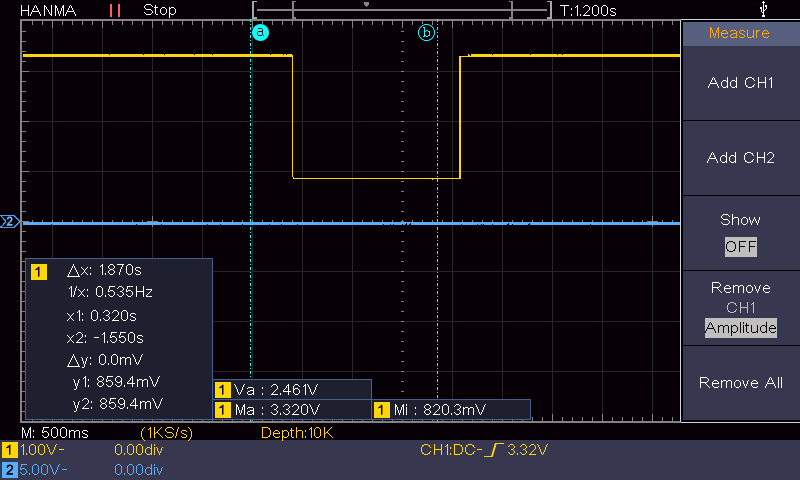 HANMA Stop T:1.200s
a b
Measure
Add CH1
Add CH2
Show
OFF
Remove
CH1
Amplitude
Remove All
2
1 △x: 1.870s
1/x: 0.535Hz
x1: 0.320s
x2: -1.550s
△y: 0.0mV
y1: 859.4mV
y2: 859.4mV
1 Va : 2.461V
1 Ma : 3.320V 1 Mi : 820.3mV
M: 500ms (1KS/s) Depth:10K
1 1.00V- 0.00div CH1:DC- 3.32V
2 5.00V- 0.00div